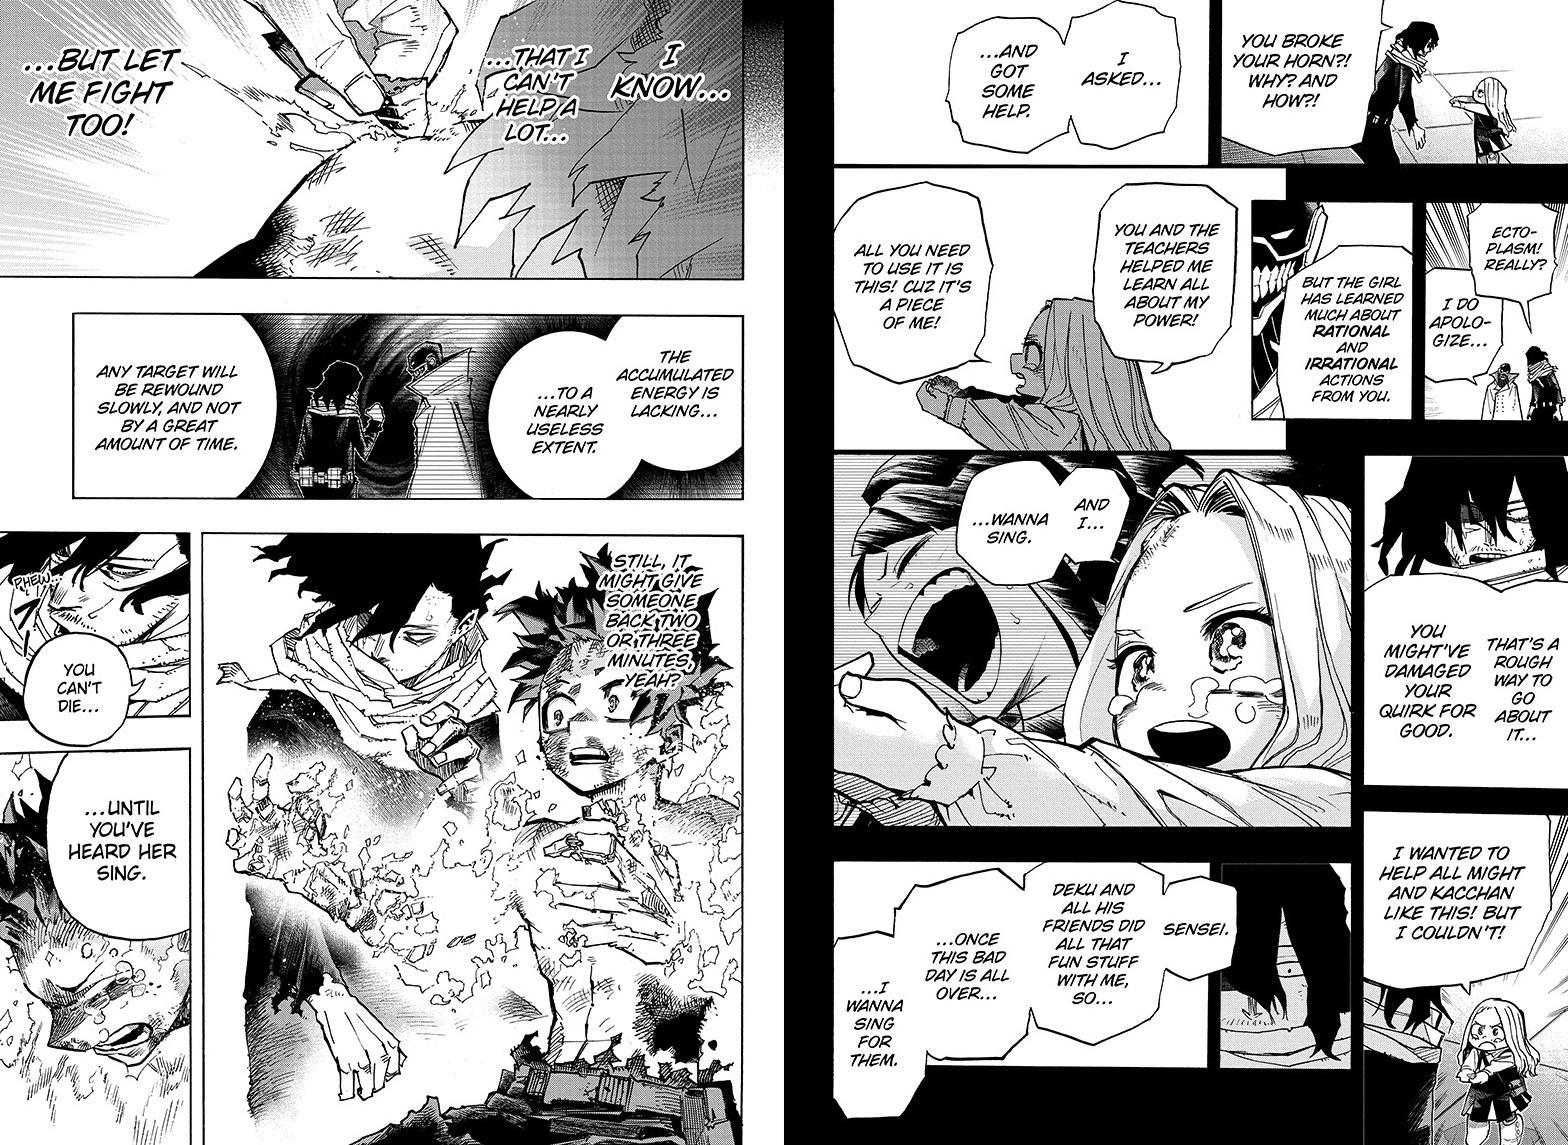 YOU BROKE
YOUR HORN?!
WHY? AND
HOW?!
I
ASKED...
...AND
GOT
SOME
HELP.
ECTO-
PLASM!
REALLY?
I DO
APOLO-
GIZE...
BUT THE GIRL
HAS LEARNED
MUCH ABOUT
RATIONAL
AND
IRRATIONAL
ACTIONS
FROM YOU.
YOU AND THE
TEACHERS
HELPED ME
LEARN ALL
ABOUT MY
POWER!
ALL YOU NEED
TO USE IT IS
THIS! CUZ IT'S
A PIECE
OF ME!
THAT'S A
ROUGH
WAY TO
GO
ABOUT
IT...
YOU
MIGHT'VE
DAMAGED
YOUR
QUIRK FOR
GOOD.
I WANTED TO
HELP ALL MIGHT
AND KACCHAN
LIKE THIS! BUT
I COULDN'T!
AND
I...
...WANNA
SING.
SENSEI.
DEKU AND
ALL HIS
FRIENDS DID
ALL THAT
FUN STUFF
WITH ME,
SO...
...ONCE
THIS BAD
DAY IS ALL
OVER...
...I
WANNA
SING
FOR
THEM.
I
KNOW...
...THAT I
CAN'T
HELP A
LOT...
...BUT LET
ME FIGHT
TOO!
THE
ACCUMULATED
ENERGY IS
LACKING...
...TO A
NEARLY
USELESS
EXTENT.
ANY TARGET WILL
BE REWOUND
SLOWLY, AND NOT
BY A GREAT
AMOUNT OF TIME.
STILL, IT
MIGHT GIVE
SOMEONE
BACK TWO
OR THREE
MINUTES,
YEAH?
PHEW...
YOU
CAN'T
DIE...
...UNTIL
YOU'VE
HEARD HER
SING.